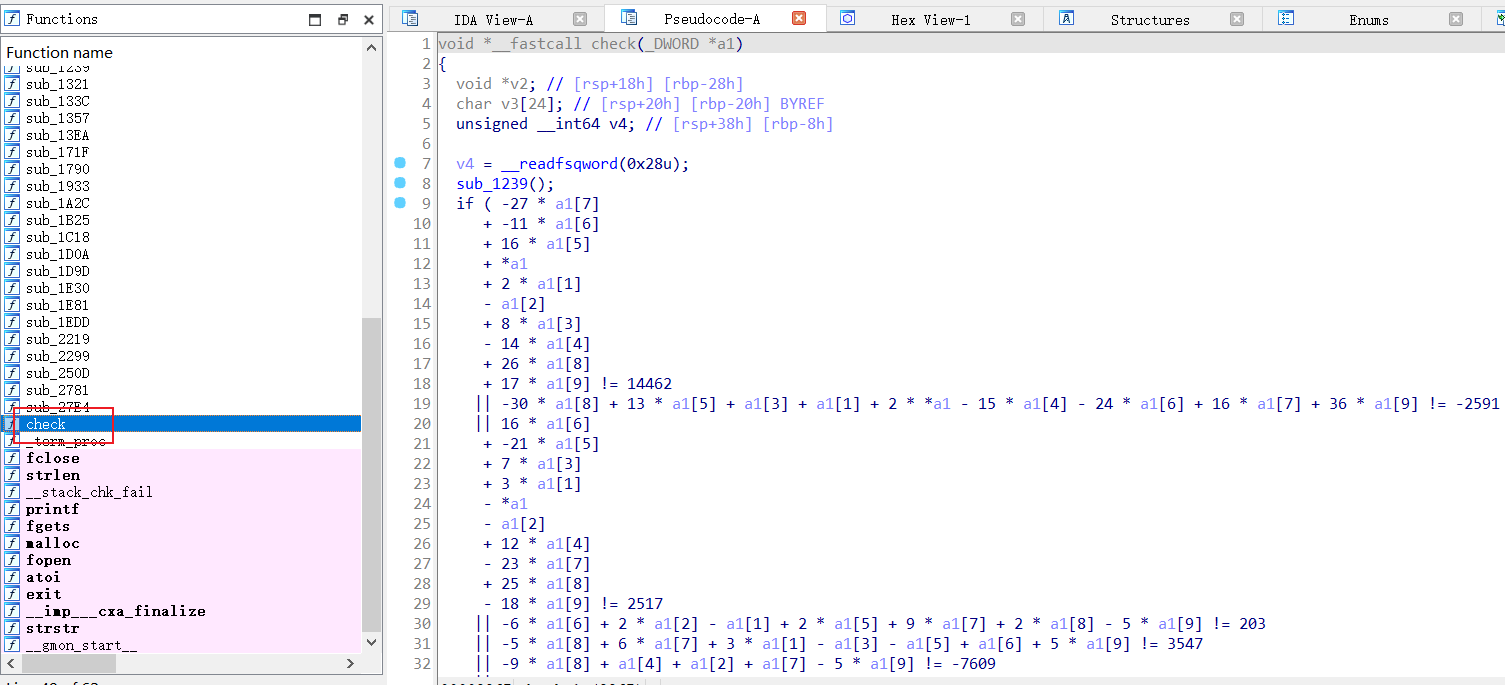 Functions
Function name
sub_1239
sub_1321
sub_133C
sub_1357
sub_13EA
sub_171F
sub_1790
sub_1933
sub_1A2C
sub_1B25
sub_1C18
sub_1D0A
sub_1D9D
sub_1E30
sub_1E81
sub_1EDD
sub_2219
sub_2299
sub_250D
sub_2781
sub_27E4
check
_term_proc
fclose
strlen
__stack_chk_fail
printf
fgets
malloc
fopen
atoi
exit
__imp___cxa_finalize
strstr
__gmon_start__
IDA View-A
Pseudocode-A
Hex View-1
Structures
Enums
1 void *__fastcall check(_DWORD *a1)
2 {
3 void *v2; // [rsp+18h] [rbp-28h]
4 char v3[24]; // [rsp+20h] [rbp-20h] BYREF
5 unsigned __int64 v4; // [rsp+38h] [rbp-8h]
6
7 v4 = __readfsqword(0x28u);
8 sub_1239();
9 if ( -27 * a1[7]
10 + -11 * a1[6]
11 + 16 * a1[5]
12 + *a1
13 + 2 * a1[1]
14 - a1[2]
15 + 8 * a1[3]
16 - 14 * a1[4]
17 + 26 * a1[8]
18 + 17 * a1[9] != 14462
19 || -30 * a1[8] + 13 * a1[5] + a1[3] + a1[1] + 2 * *a1 - 15 * a1[4] - 24 * a1[6] + 16 * a1[7] + 36 * a1[9] != -2591
20 || 16 * a1[6]
21 + -21 * a1[5]
22 + 7 * a1[3]
23 + 3 * a1[1]
24 - *a1
25 - a1[2]
26 + 12 * a1[4]
27 - 23 * a1[7]
28 + 25 * a1[8]
29 - 18 * a1[9] != 2517
30 || -6 * a1[6] + 2 * a1[2] - a1[1] + 2 * a1[5] + 9 * a1[7] + 2 * a1[8] - 5 * a1[9] != 203
31 || -5 * a1[8] + 6 * a1[7] + 3 * a1[1] - a1[3] - a1[5] + a1[6] + 5 * a1[9] != 3547
32 || -9 * a1[8] + a1[4] + a1[2] + a1[7] - 5 * a1[9] != -7609